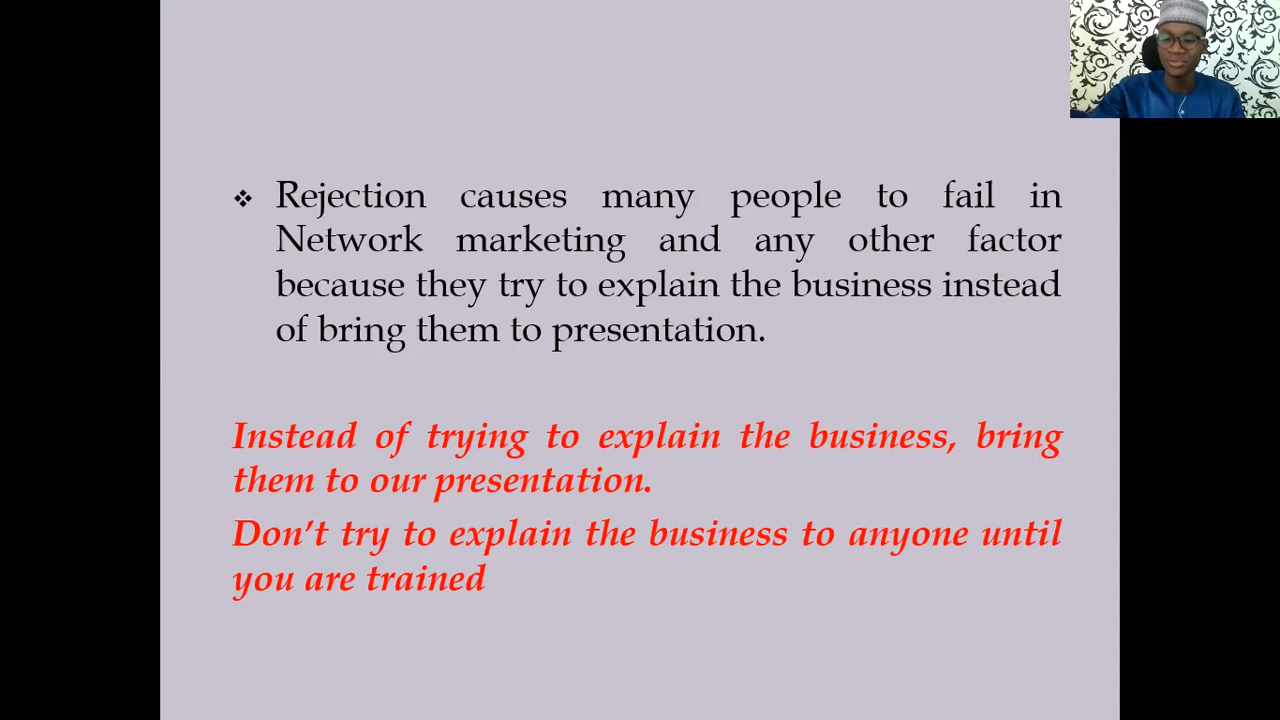 ❖ Rejection causes many people to fail in
Network marketing and any other factor
because they try to explain the business instead
of bring them to presentation.
Instead of trying to explain the business, bring
them to our presentation.
Don’t try to explain the business to anyone until
you are trained